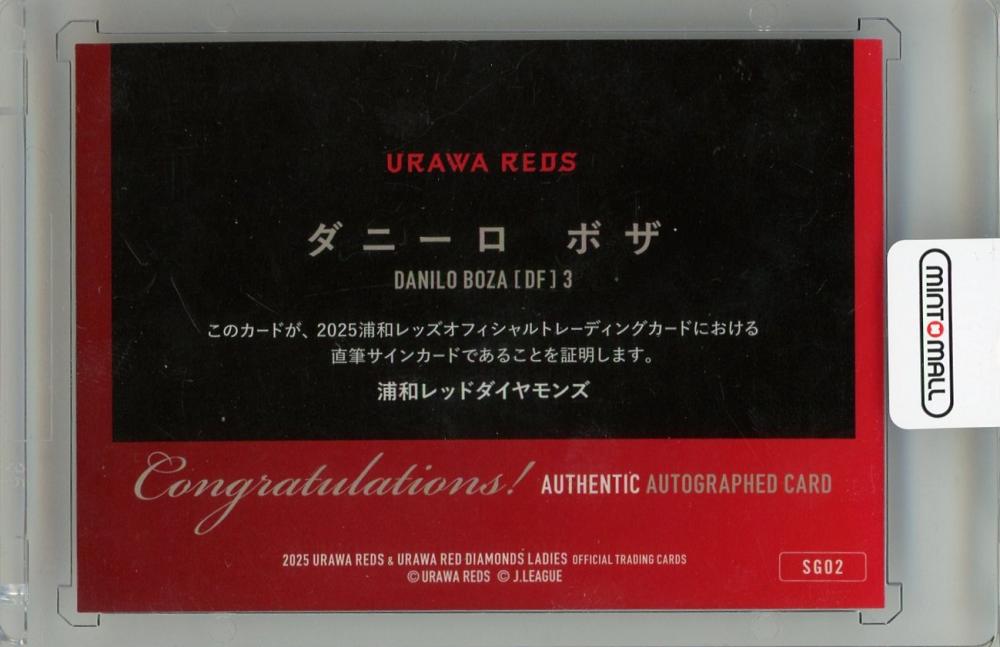 URAWA REDS
ダニーロ ボザ
DANILO BOZA [DF] 3
このカードが、2025浦和レッズオフィシャルトレーディングカードにおける
直筆サインカードであることを証明します。
浦和レッドダイヤモンズ
Congratulations! AUTHENTIC AUTOGRAPHED CARD
2025 URAWA REDS & URAWA RED DIAMONDS LADIES OFFICIAL TRADING CARDS
© URAWA REDS © J.LEAGUE
SG02
MINT MALL